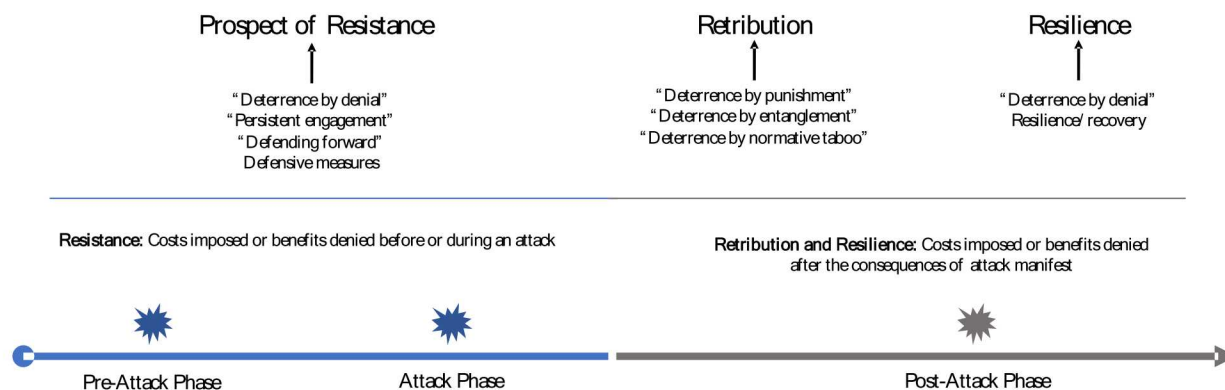 Prospect of Resistance
Retribution
Resilience
“Deterrence by denial”
“Persistent engagement”
“Defending forward”
Defensive measures
“Deterrence by punishment”
“Deterrence by entanglement”
“Deterrence by normative taboo”
“Deterrence by denial”
Resilience/ recovery
Resistance: Costs imposed or benefits denied before or during an attack
Retribution and Resilience: Costs imposed or benefits denied
after the consequences of attack manifest
Pre-Attack Phase
Attack Phase
Post-Attack Phase